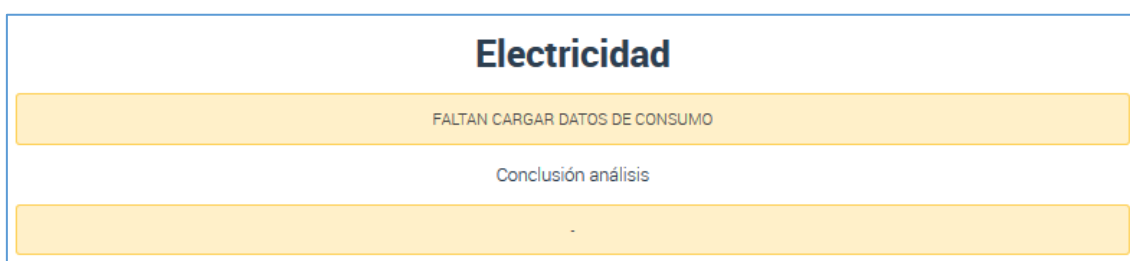 Electricidad
FALTAN CARGAR DATOS DE CONSUMO
Conclusión análisis
-